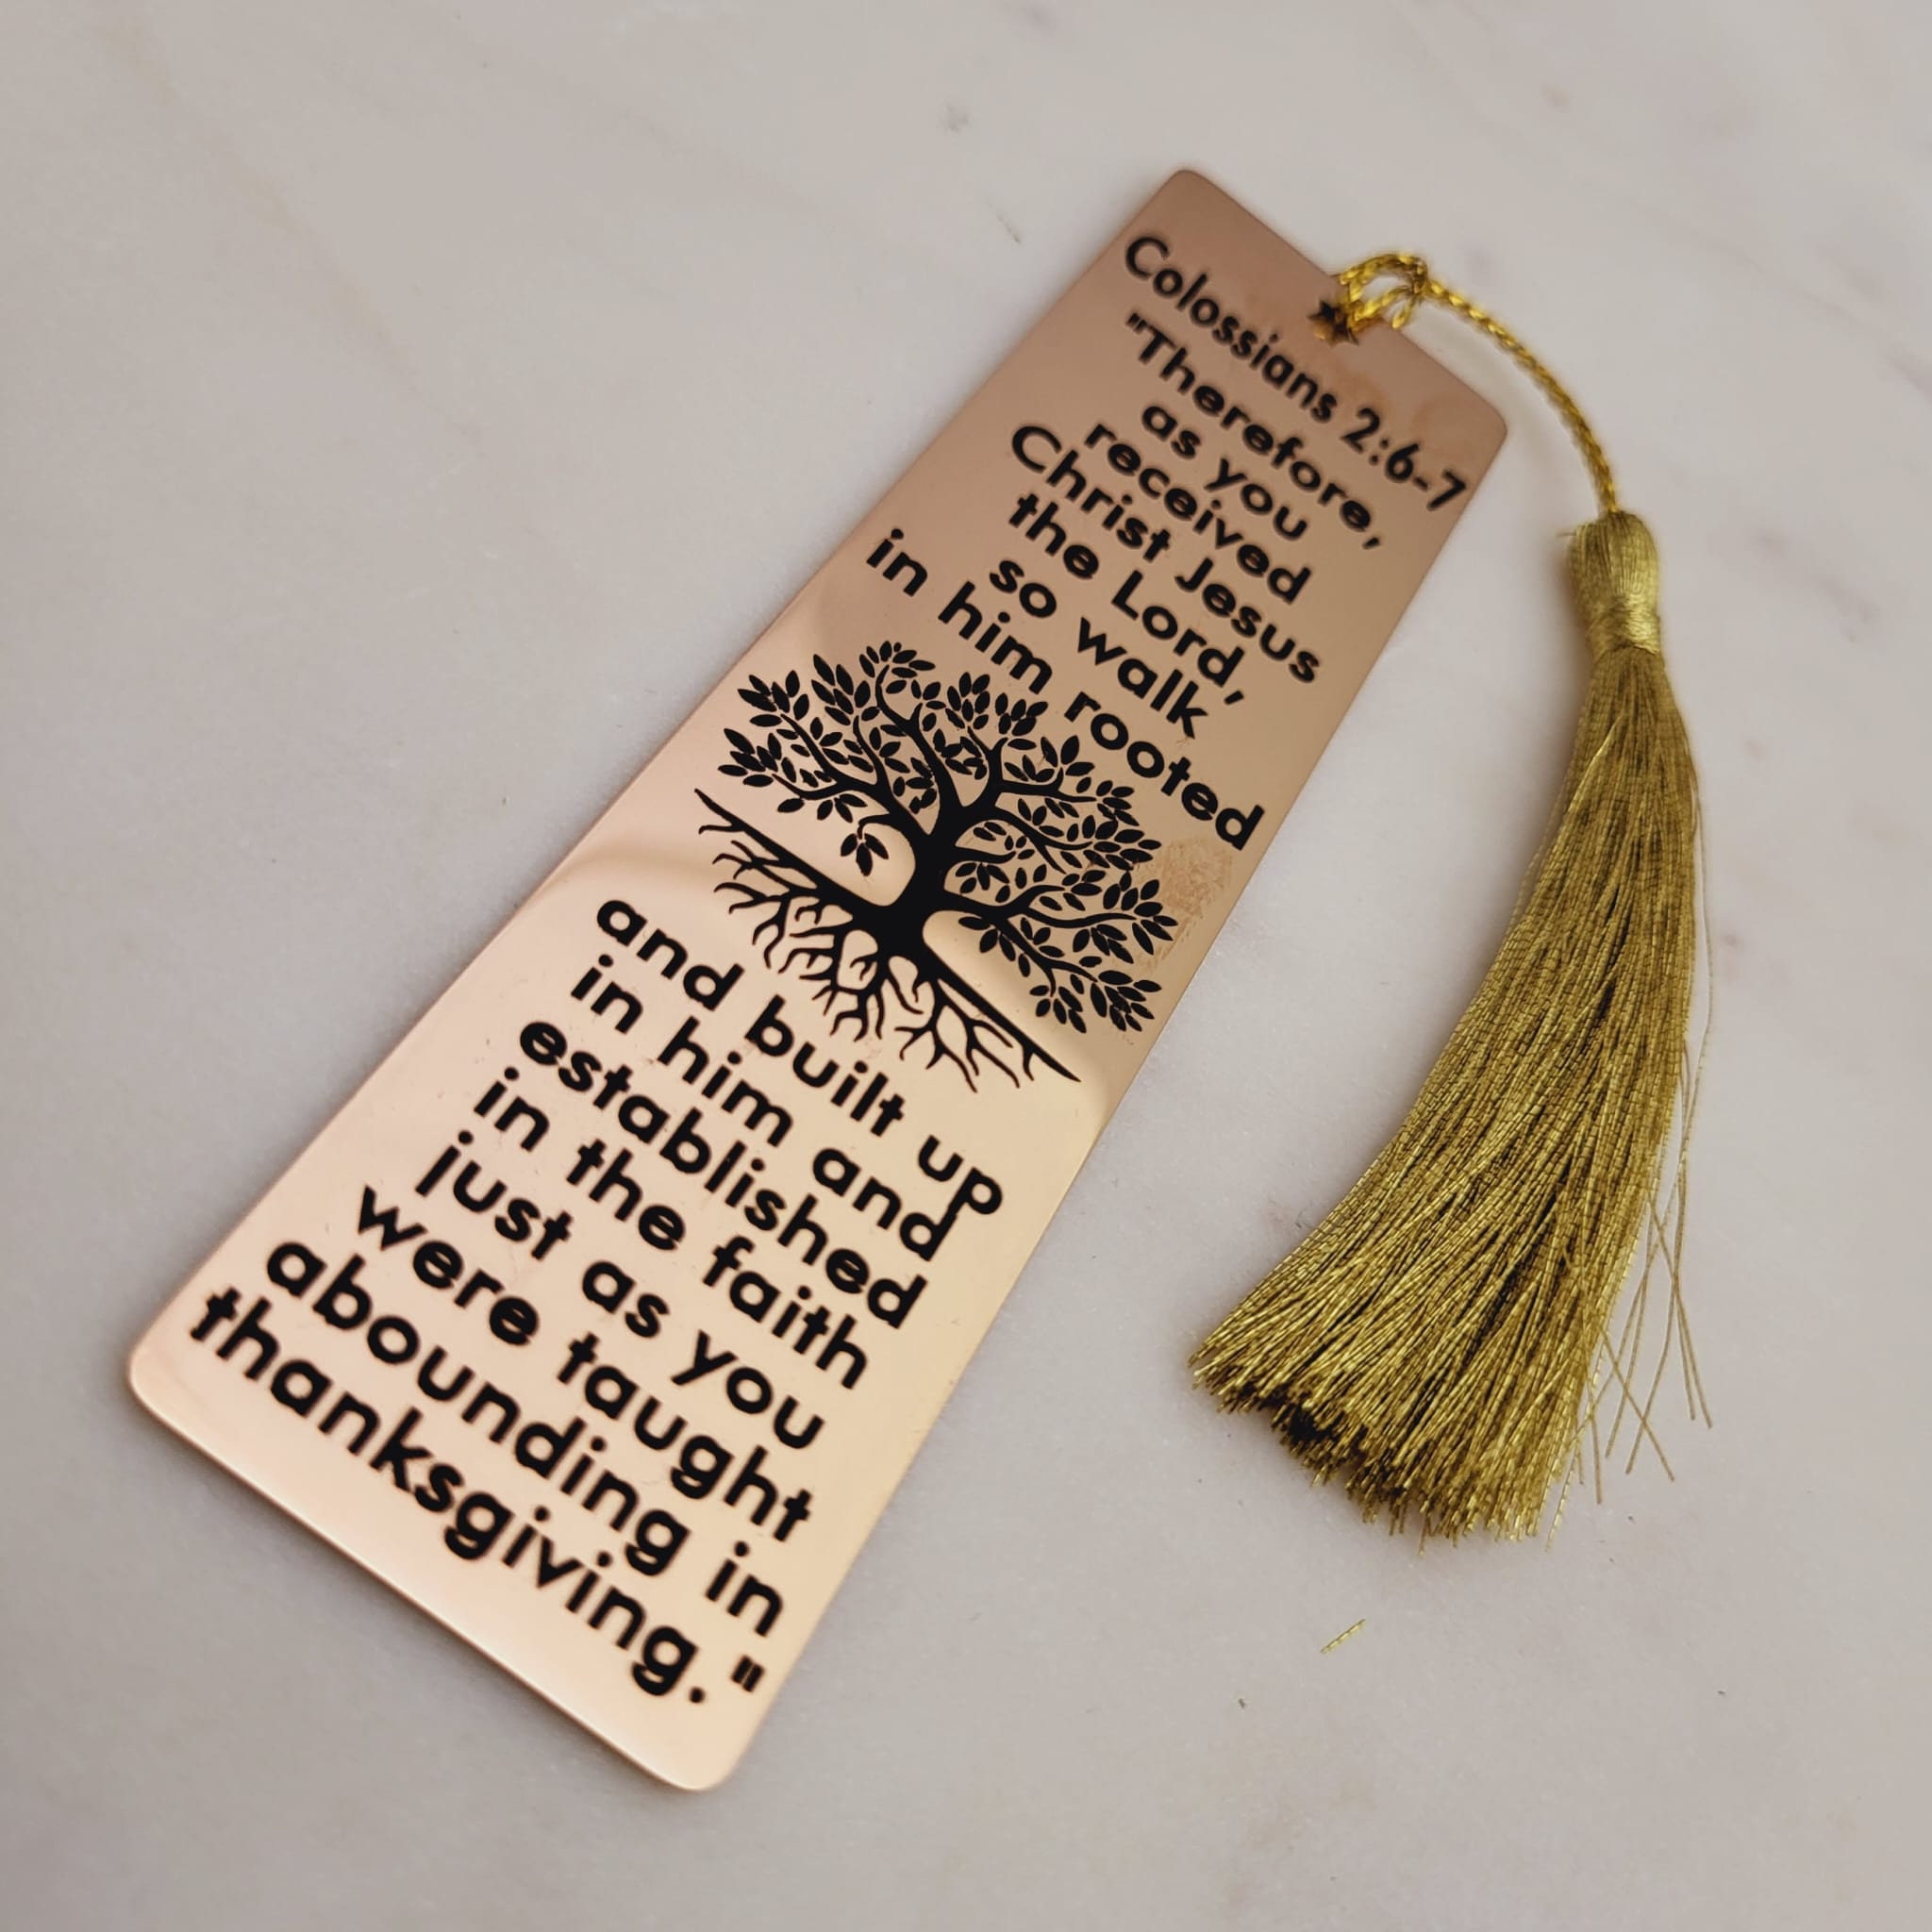 Colossians 2:6-7
"Therefore,
as you
received
Christ Jesus
the Lord,
so walk
in him rooted
and built up
in him and
established
in the faith
just as you
were taught
abounding in
thanksgiving."